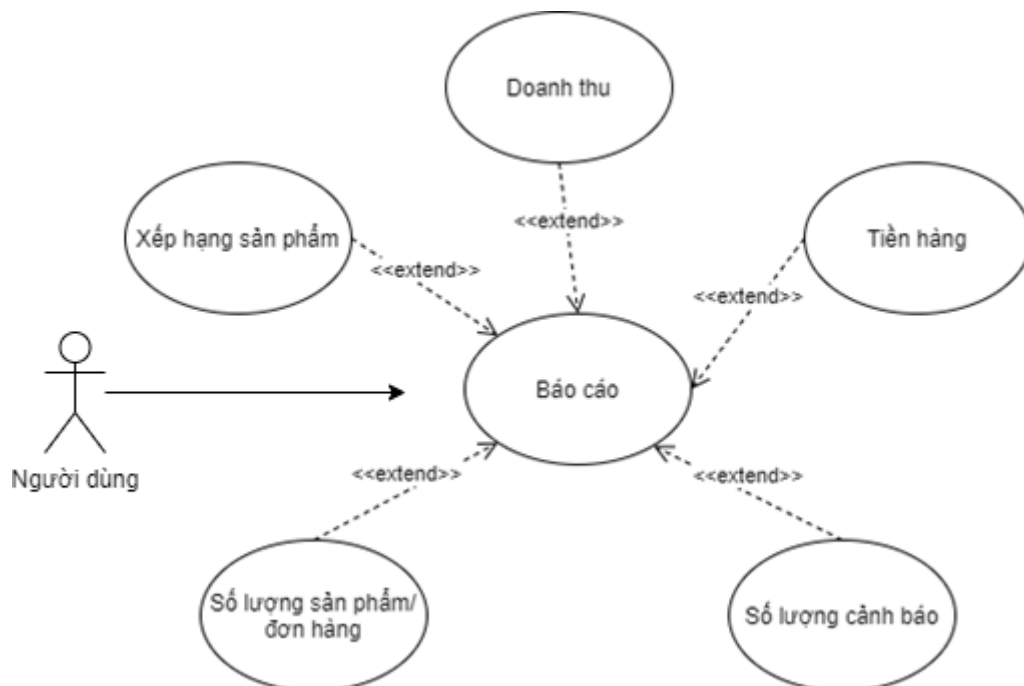 Doanh thu
<<extend>>
Xếp hạng sản phẩm
<<extend>>
Tiền hàng
<<extend>>
Báo cáo
Người dùng
<<extend>>
<<extend>>
Số lượng sản phẩm/
đơn hàng
Số lượng cảnh báo